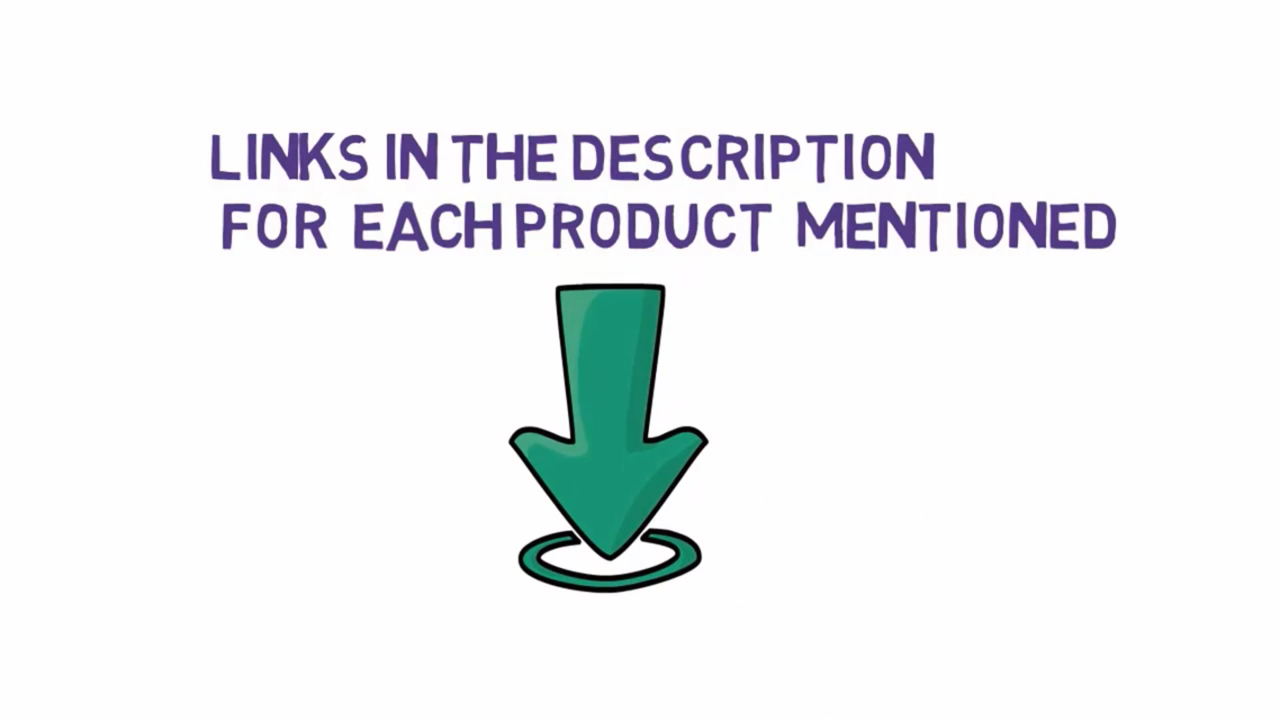 LINKS IN THE DESCRIPTION
FOR EACH PRODUCT MENTIONED